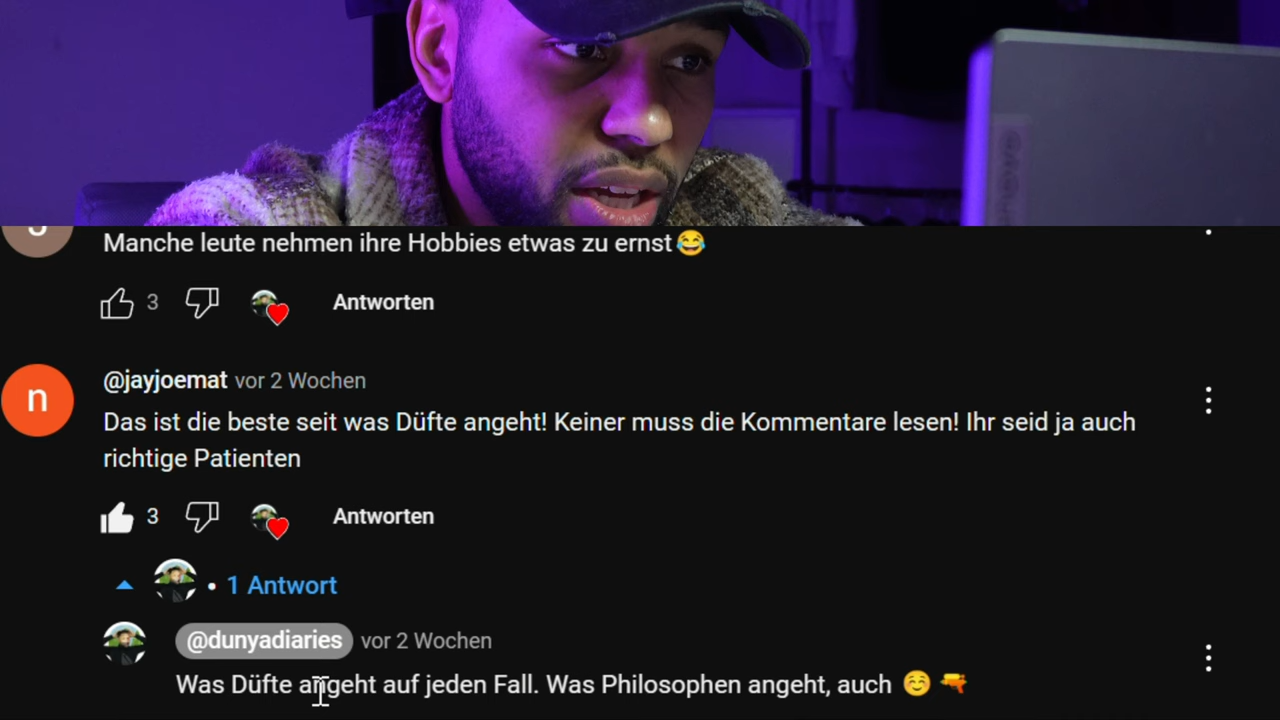 Manche leute nehmen ihre Hobbies etwas zu ernst😂
3 Antworten
n
@jayjoemat vor 2 Wochen
Das ist die beste seit was Düfte angeht! Keiner muss die Kommentare lesen! Ihr seid ja auch
richtige Patienten
3 Antworten
• 1 Antwort
@dunyadiaries vor 2 Wochen
Was Düfte angeht auf jeden Fall. Was Philosophen angeht, auch ☺️ 🔫